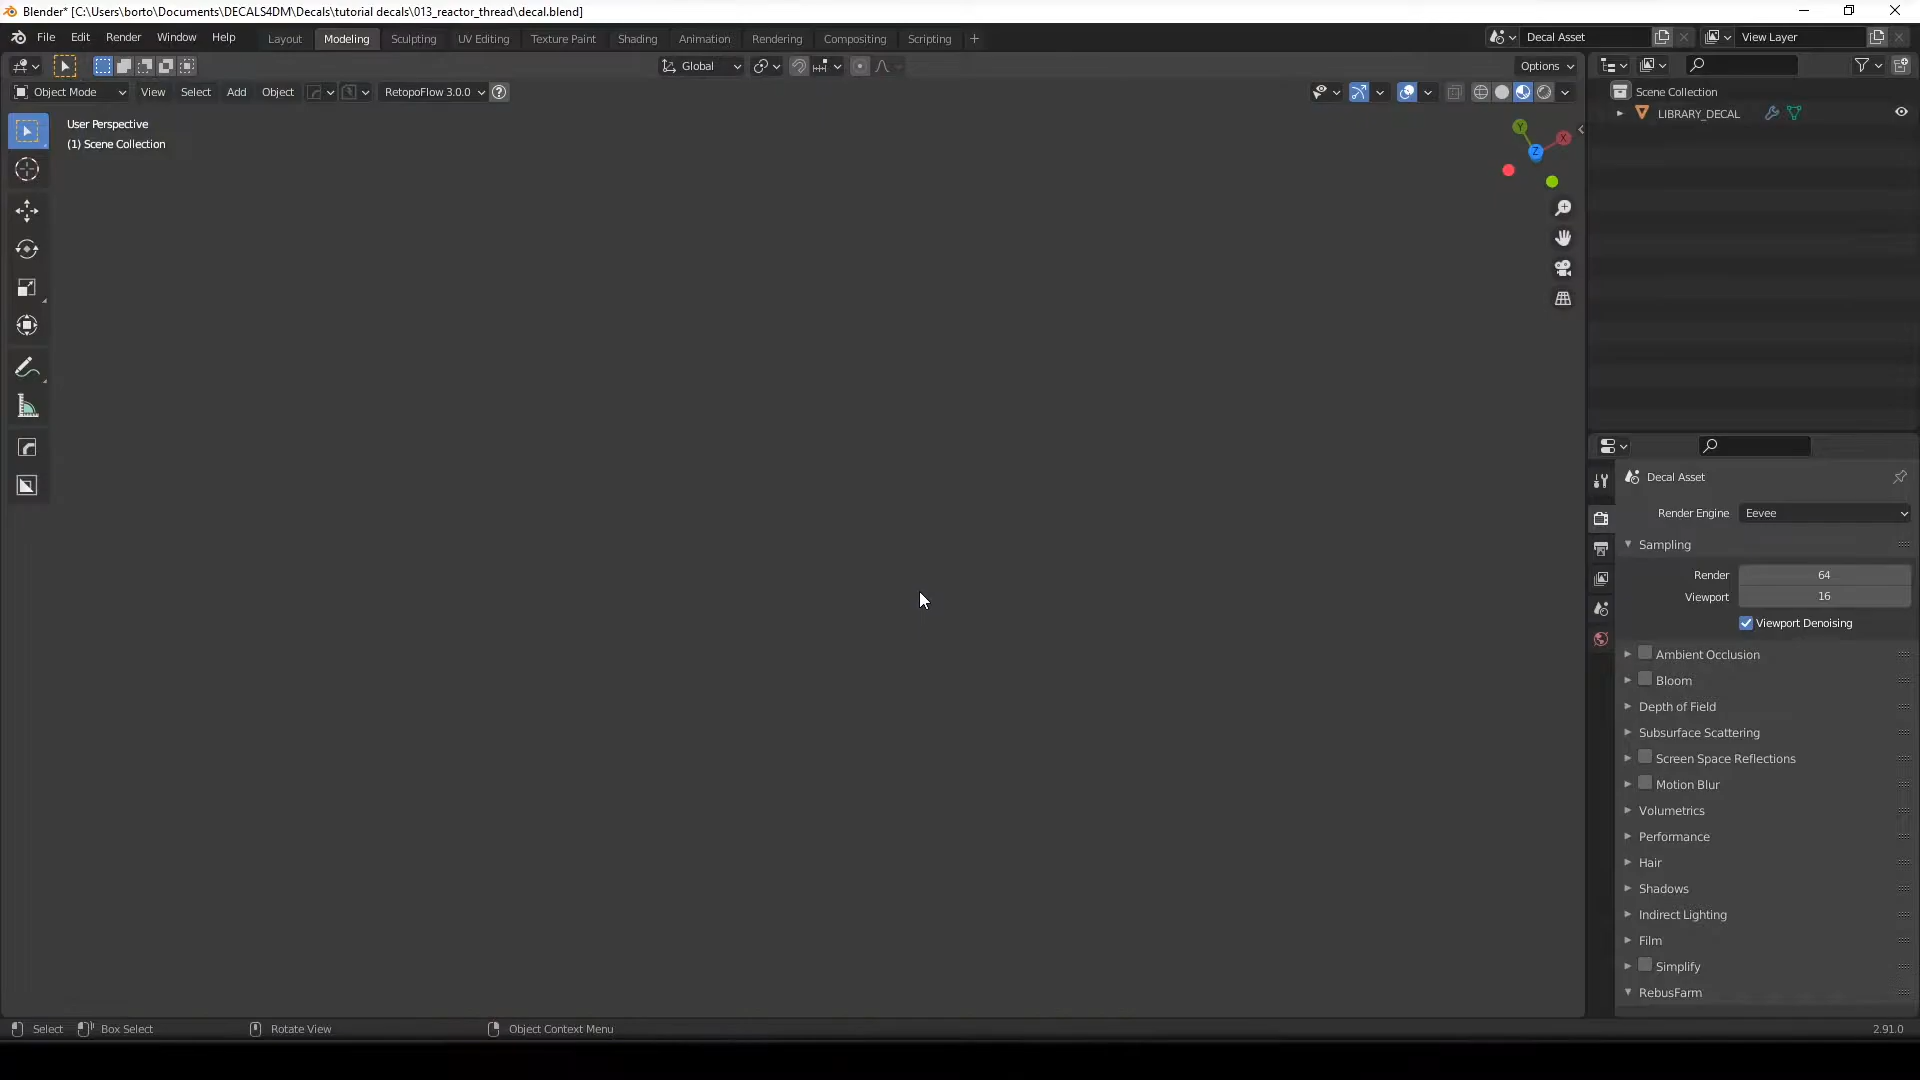 Blender* [C:\Users\borto\Documents\DECALS4DM\Decals\tutorial decals\013_reactor_thread\decal.blend]
File Edit Render Window Help Layout Modeling Sculpting UV Editing Texture Paint Shading Animation Rendering Compositing Scripting + Decal Asset View Layer
Global Options
Object Mode View Select Add Object RetopoFlow 3.0.0 ?
Scene Collection
LIBRARY_DECAL
User Perspective
(1) Scene Collection
Y
X
Z
Decal Asset
Render Engine Eevee
Sampling
Render 64
Viewport 16
Viewport Denoising
Ambient Occlusion
Bloom
Depth of Field
Subsurface Scattering
Screen Space Reflections
Motion Blur
Volumetrics
Performance
Hair
Shadows
Indirect Lighting
Film
Simplify
RebusFarm
Select Box Select Rotate View Object Context Menu 2.91.0